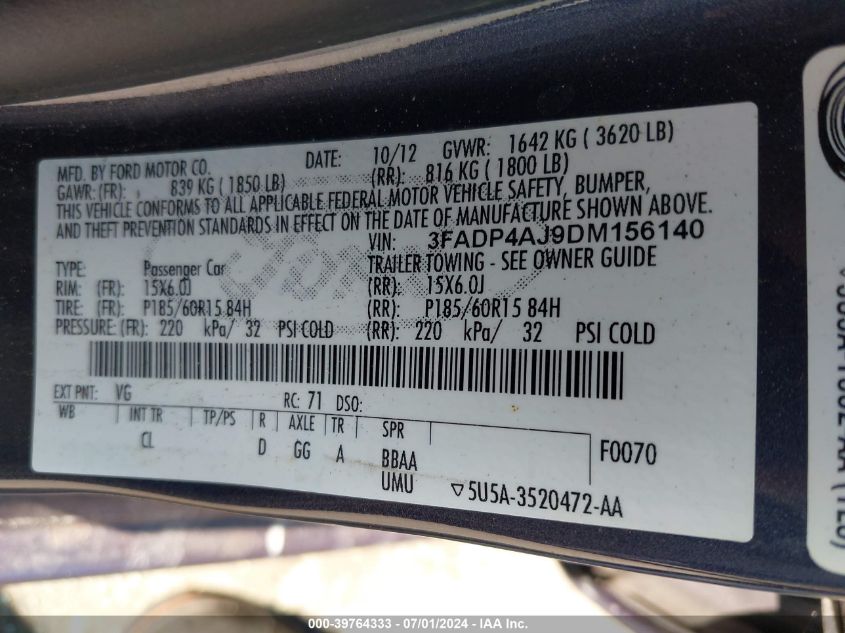 MFD. BY FORD MOTOR CO.
DATE: 10/12 GVWR: 1642 KG ( 3620 LB)
GAWR: (FR): 839 KG ( 1850 LB) (RR): 816 KG ( 1800 LB)
THIS VEHICLE CONFORMS TO ALL APPLICABLE FEDERAL MOTOR VEHICLE SAFETY, BUMPER,
AND THEFT PREVENTION STANDARDS IN EFFECT ON THE DATE OF MANUFACTURE SHOWN ABOVE.
VIN: 3FADP4AJ9DM156140
TYPE: Passenger Car TRAILER TOWING - SEE OWNER GUIDE
RIM: (FR): 15X6.0J (RR): 15X6.0J
TIRE: (FR): P185/60R15 84H (RR): P185/60R15 84H
PRESSURE: (FR): 220 kPa/ 32 PSI COLD (RR): 220 kPa/ 32 PSI COLD
EXT PNT: VG RC: 71 DSO:
WB INT TR TP/PS R AXLE TR SPR
CL D GG A BBAA F0070
UMU ▽5U5A-3520472-AA
000-39764333 - 07/01/2024 - IAA Inc.